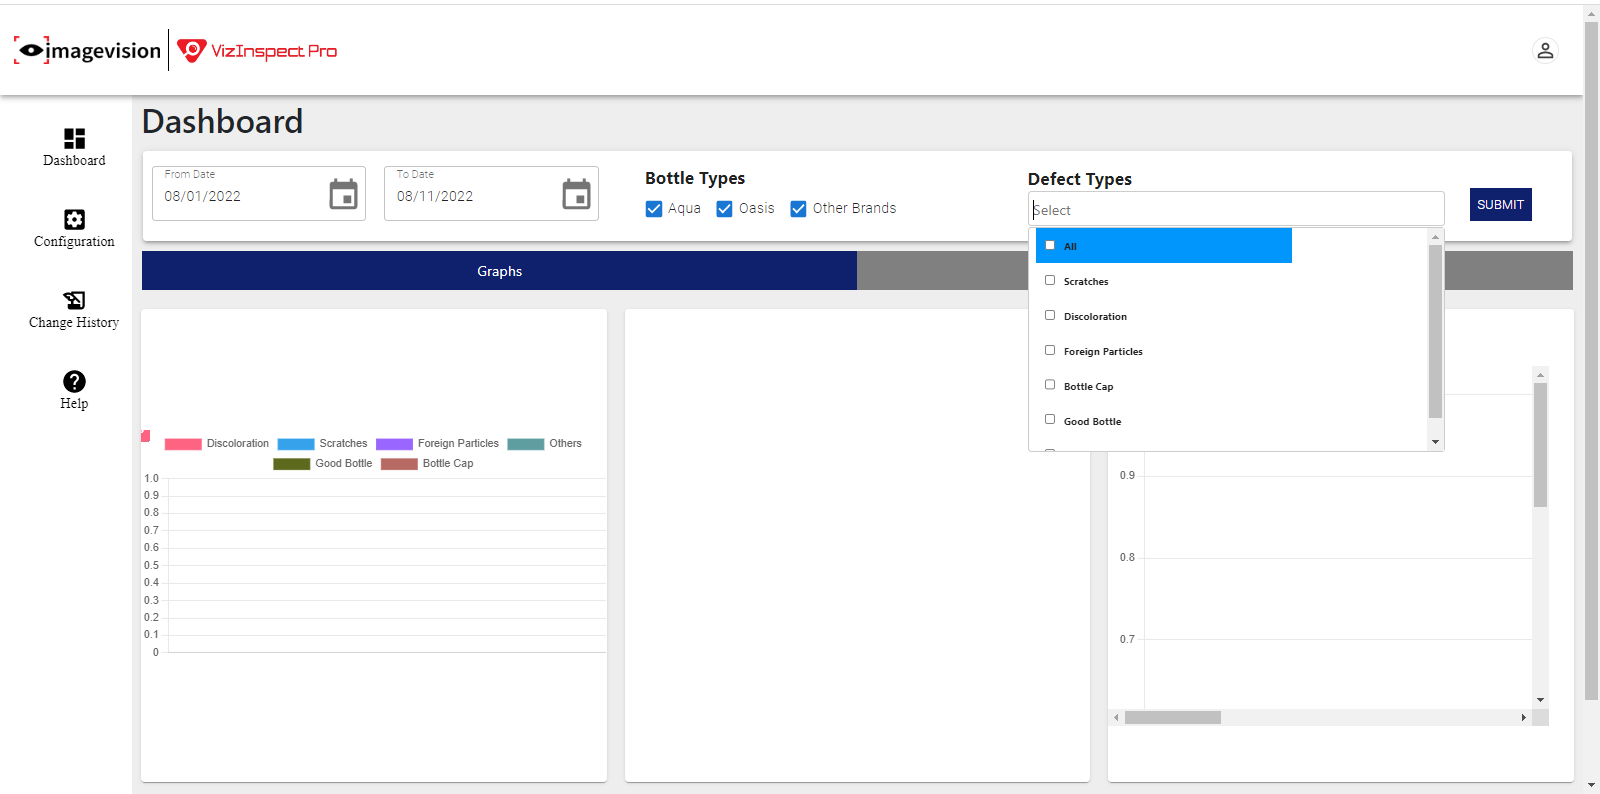 imagevision
VizInspect Pro
Dashboard
Configuration
Change History
Help
Dashboard
From Date
08/01/2022
To Date
08/11/2022
Bottle Types
Aqua
Oasis
Other Brands
Defect Types
Select
SUBMIT
All
Scratches
Discoloration
Foreign Particles
Bottle Cap
Good Bottle
Graphs
Discoloration Scratches Foreign Particles Others
Good Bottle Bottle Cap
1.0
0.9
0.8
0.7
0.6
0.5
0.4
0.3
0.2
0.1
0
0.9
0.8
0.7